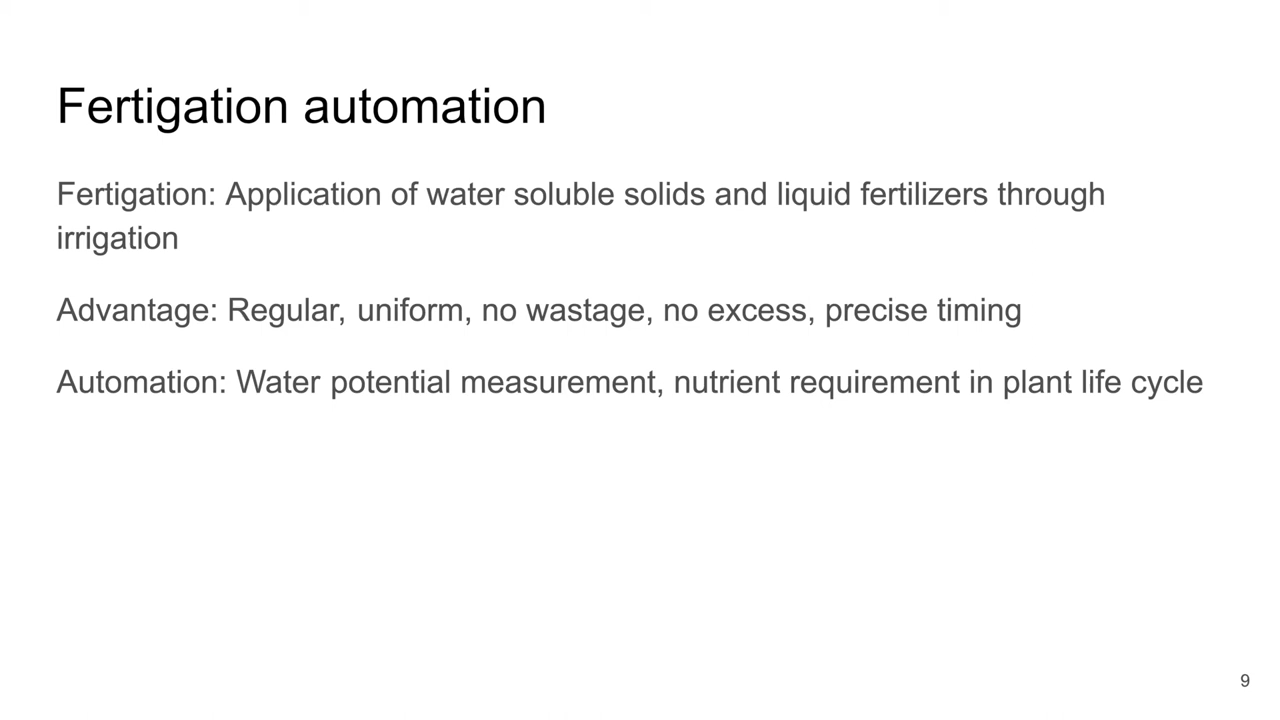 Fertigation automation
Fertigation: Application of water soluble solids and liquid fertilizers through
irrigation
Advantage: Regular, uniform, no wastage, no excess, precise timing
Automation: Water potential measurement, nutrient requirement in plant life cycle
9